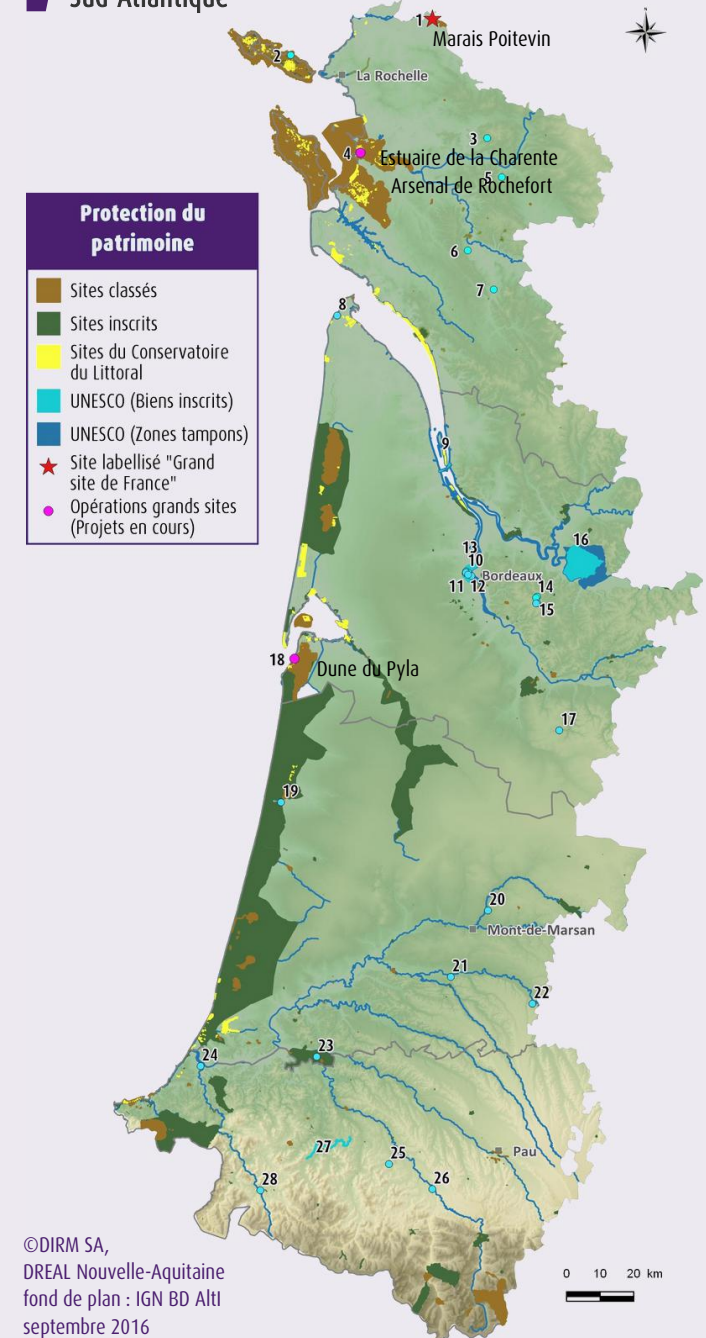 Sud Atlantique
1
Marais Poitevin
2
La Rochelle
3
4
Estuaire de la Charente
5
Arsenal de Rochefort
Protection du
patrimoine
Sites classés
Sites inscrits
Sites du Conservatoire
du Littoral
UNESCO (Biens inscrits)
UNESCO (Zones tampons)
Site labellisé "Grand
site de France"
Opérations grands sites
(Projets en cours)
6
7
8
9
13
10
16
11
12
Bordeaux
14
15
18
Dune du Pyla
17
19
20
Mont-de-Marsan
21
22
23
24
27
25
Pau
28
26
©DIRM SA,
DREAL Nouvelle-Aquitaine
fond de plan : IGN BD AltI
septembre 2016
0 10 20 km